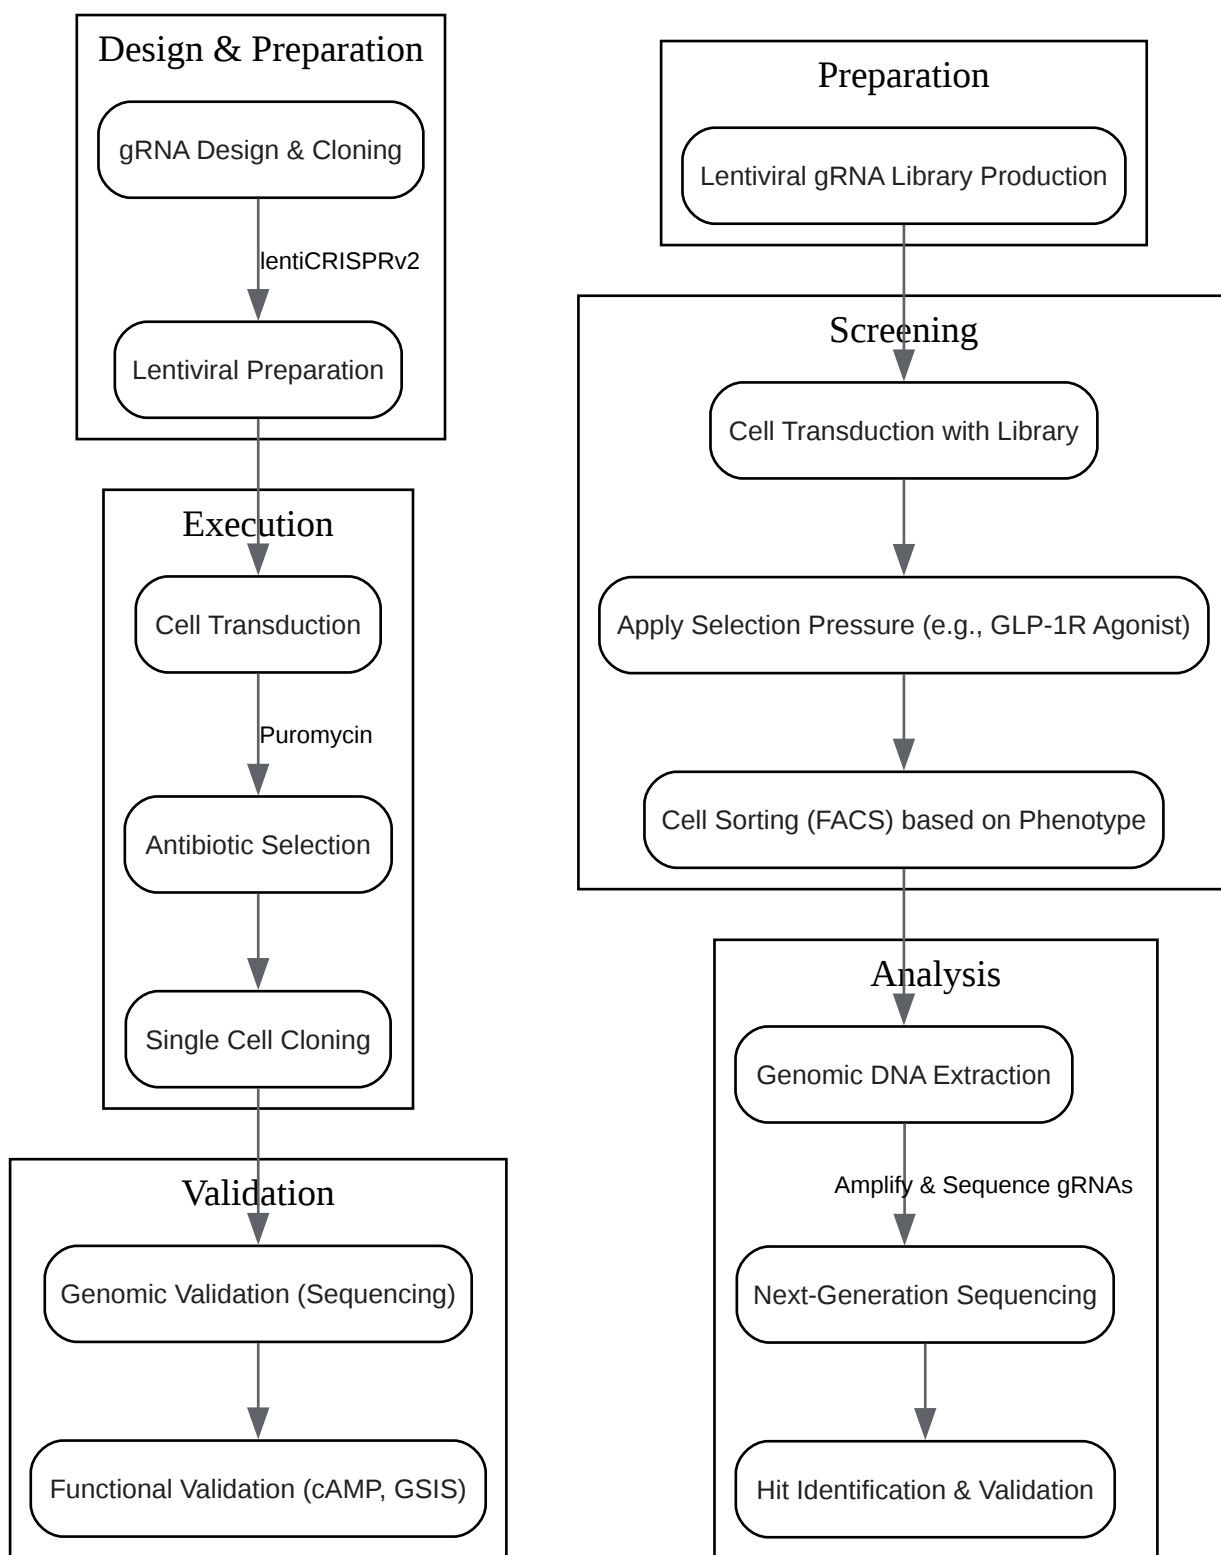 Design & Preparation
gRNA Design & Cloning
lentiCRISPRv2
Lentiviral Preparation
Execution
Cell Transduction
Puromycin
Antibiotic Selection
Single Cell Cloning
Validation
Genomic Validation (Sequencing)
Functional Validation (cAMP, GSIS)
Preparation
Lentiviral gRNA Library Production
Screening
Cell Transduction with Library
Apply Selection Pressure (e.g., GLP-1R Agonist)
Cell Sorting (FACS) based on Phenotype
Analysis
Genomic DNA Extraction
Amplify & Sequence gRNAs
Next-Generation Sequencing
Hit Identification & Validation